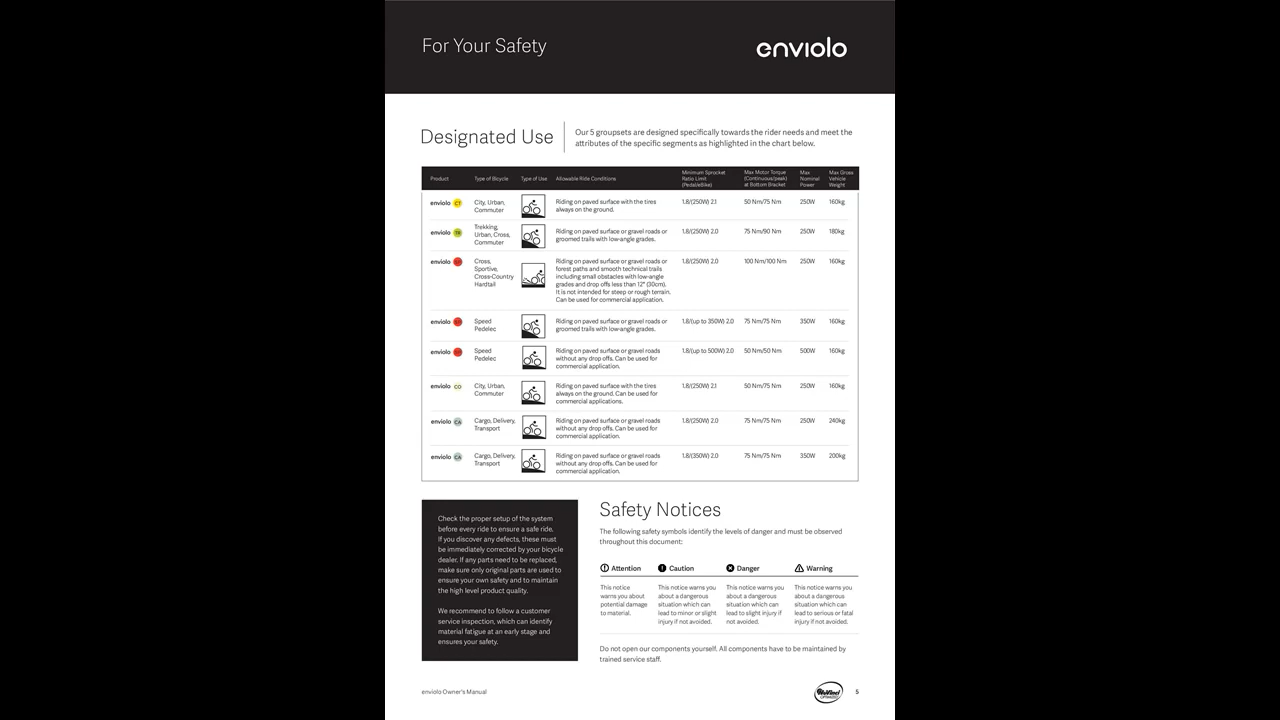 For Your Safety
enviolo
Designated Use
Our 5 groupsets are designed specifically towards the rider needs and meet the
attributes of the specific segments as highlighted in the chart below.
Product Type of Bicycle Type of Use Allowable Ride Conditions Minimum Sprocket Ratio Limit (Pedal/eBike) Max Motor Torque (Continuous/peak) at Bottom Bracket Max Nominal Power Max Gross Vehicle Weight
enviolo CT City, Urban, 1.8/(250W) 2.1 50 Nm/75 Nm 250W 160kg
Commuter
Riding on paved surface with the tires
always on the ground.
enviolo TR Trekking,
Urban, Cross,
Commuter
Riding on paved surface or gravel roads or
groomed trails with low-angle grades.
1.8/(250W) 2.0 75 Nm/90 Nm 250W 180kg
enviolo Cross,
Sportive,
Cross-Country
Hardtail
Riding on paved surface or gravel roads or
forest paths and smooth technical trails
including small obstacles with low-angle
grades and drop offs less than 12" (30cm).
It is not intended for steep or rough terrain.
Can be used for commercial application.
1.8/(250W) 2.0 100 Nm/100 Nm 250W 160kg
enviolo Speed
Pedelec
Riding on paved surface or gravel roads or
groomed trails with low-angle grades.
1.8/(up to 350W) 2.0 75 Nm/75 Nm 350W 160kg
enviolo Speed
Pedelec
Riding on paved surface or gravel roads
without any drop offs. Can be used for
commercial application.
1.8/(up to 500W) 2.0 50 Nm/50 Nm 500W 160kg
enviolo CO City, Urban,
Commuter
Riding on paved surface with the tires
always on the ground. Can be used for
commercial applications.
1.8/(250W) 2.1 50 Nm/75 Nm 250W 160kg
enviolo CA Cargo, Delivery,
Transport
Riding on paved surface or gravel roads
without any drop offs. Can be used for
commercial application.
1.8/(250W) 2.0 75 Nm/75 Nm 250W 240kg
enviolo CA Cargo, Delivery,
Transport
Riding on paved surface or gravel roads
without any drop offs. Can be used for
commercial application.
1.8/(350W) 2.0 75 Nm/75 Nm 350W 200kg
Check the proper setup of the system
before every ride to ensure a safe ride.
If you discover any defects, these must
be immediately corrected by your bicycle
dealer. If any parts need to be replaced,
make sure only original parts are used to
ensure your own safety and to maintain
the high level product quality.
We recommend to follow a customer
service inspection, which can identify
material fatigue at an early stage and
ensures your safety.
Safety Notices
The following safety symbols identify the levels of danger and must be observed
throughout this document:
Attention
This notice
warns you about
potential damage
to material.
Caution
This notice warns you
about a dangerous
situation which can
lead to minor or slight
injury if not avoided.
Danger
This notice warns you
about a dangerous
situation which can
lead to slight injury if
not avoided.
Warning
This notice warns you
about a dangerous
situation which can
lead to serious or fatal
injury if not avoided.
Do not open our components yourself. All components have to be maintained by
trained service staff.
enviolo Owner's Manual
NuVinci
OPTIMIZED
5